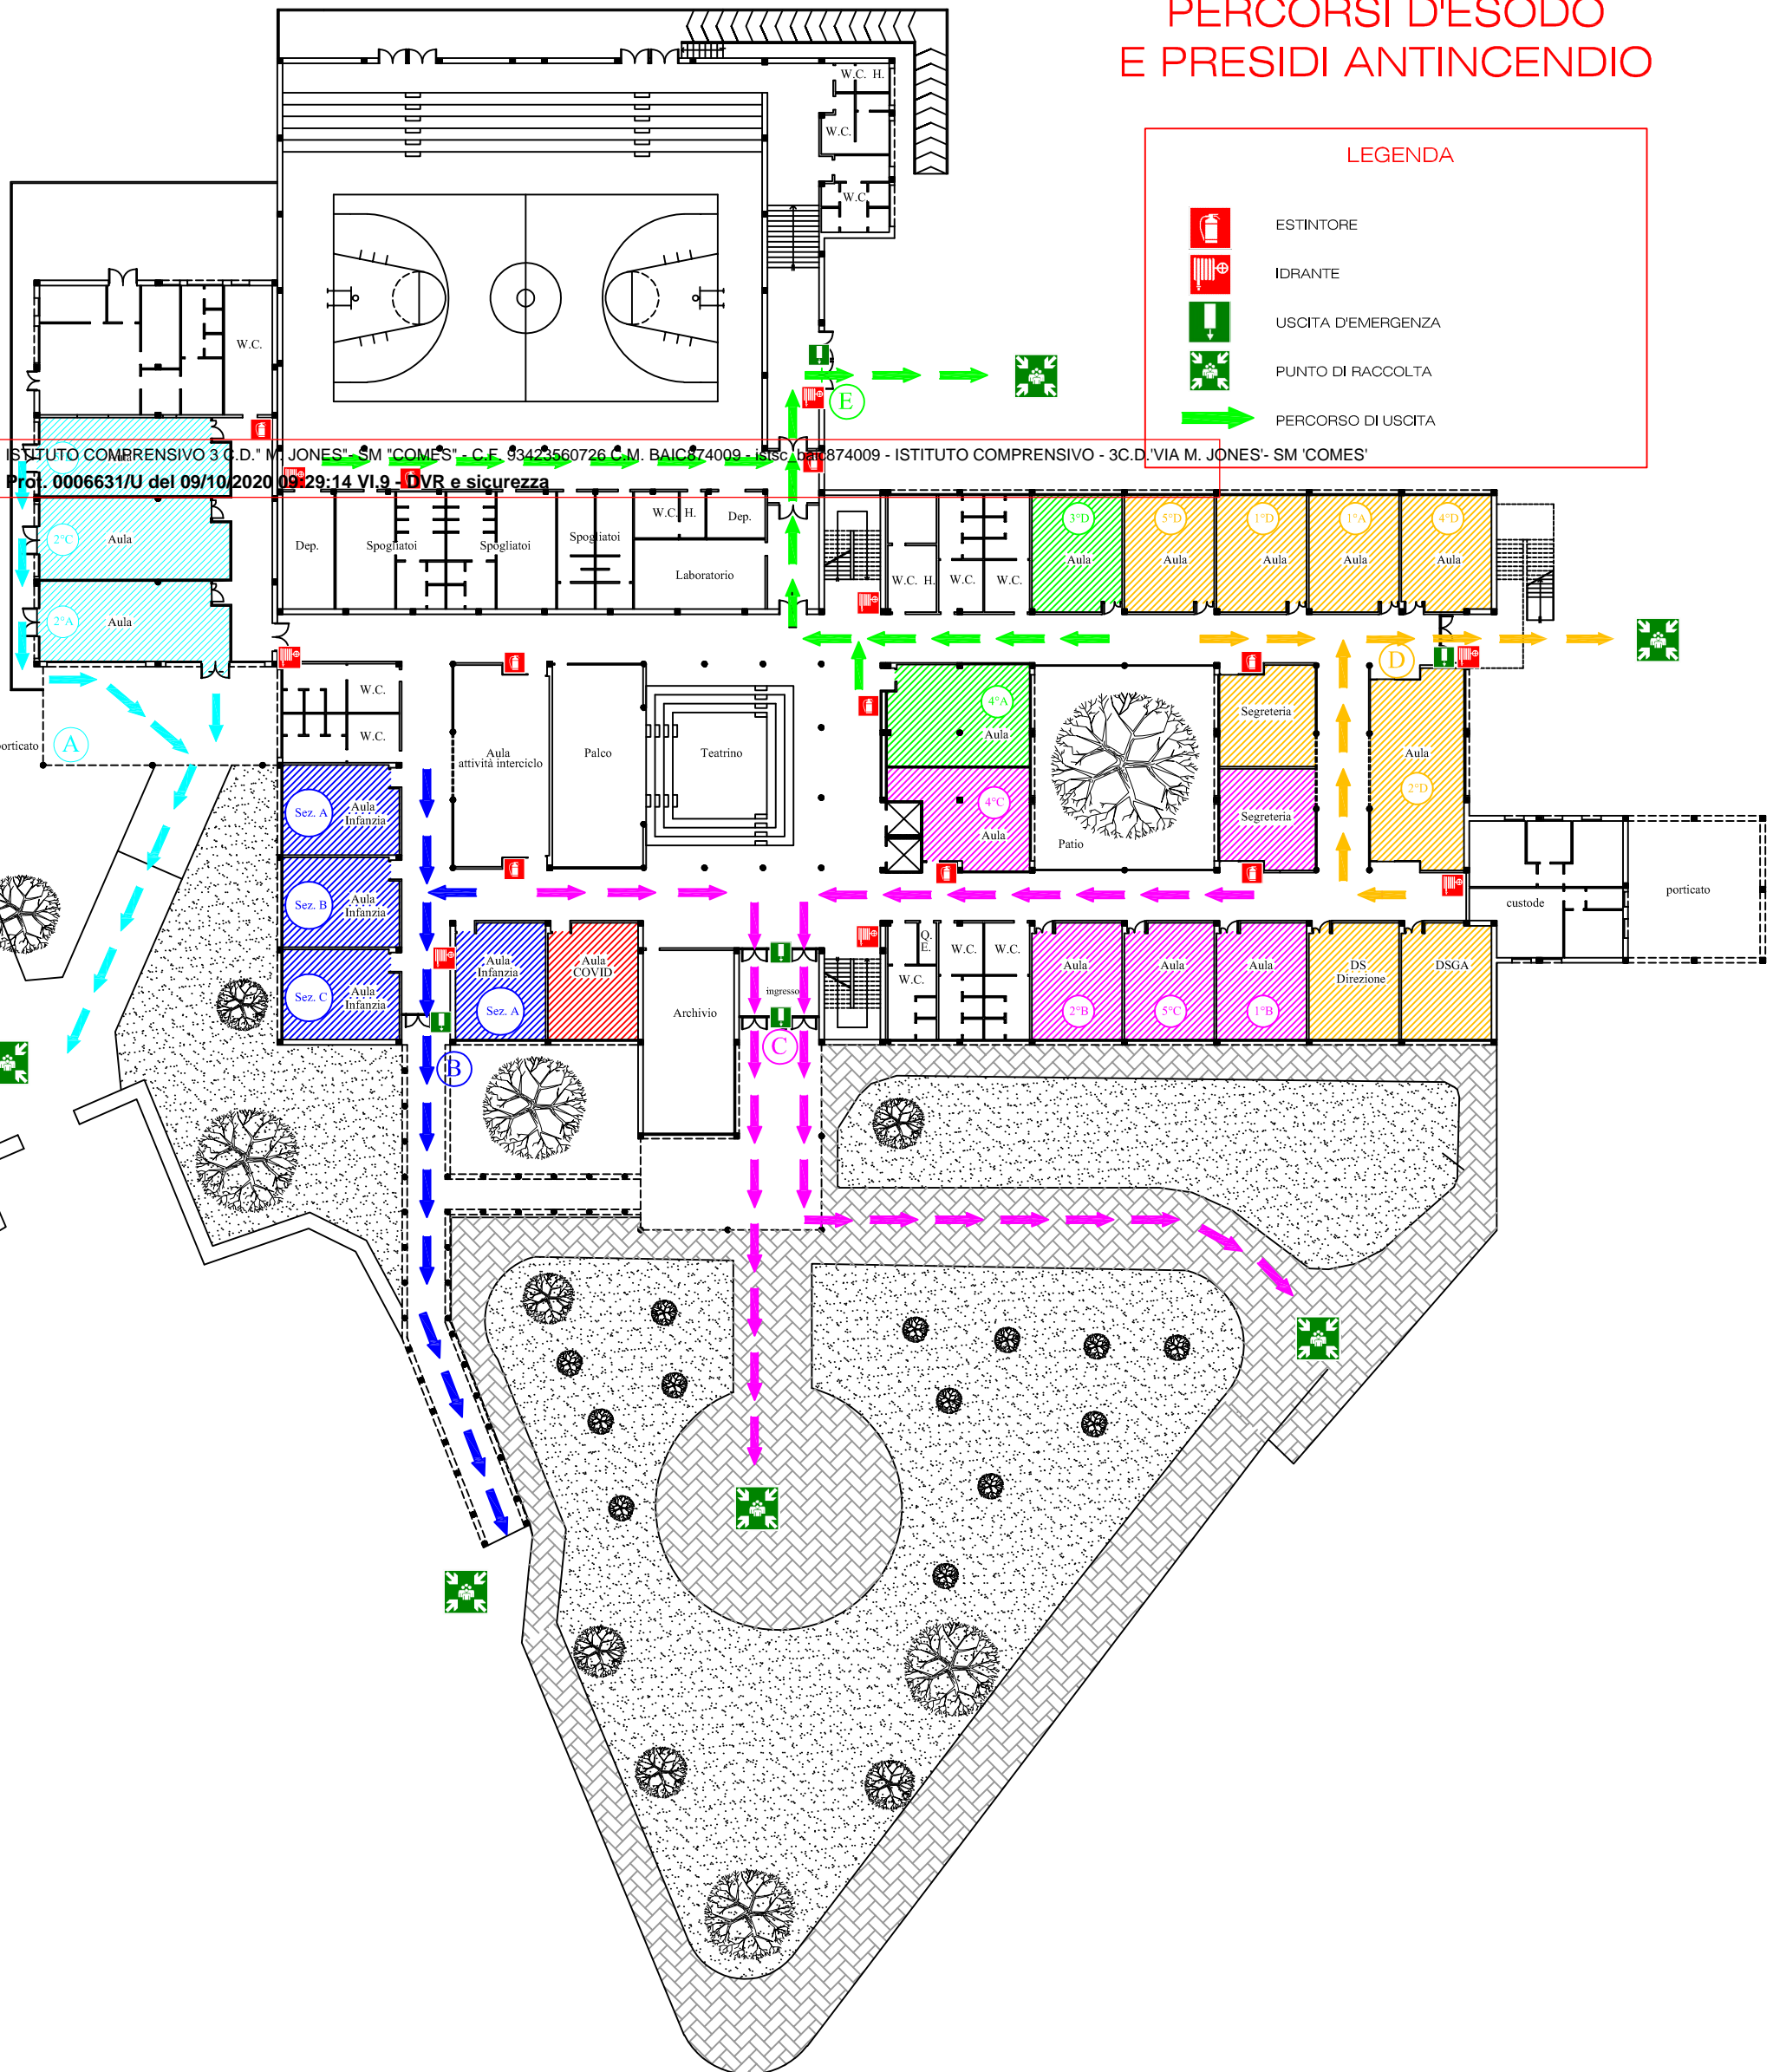 PERCORSI D'ESODO
E PRESIDI ANTINCENDIO
LEGENDA
ESTINTORE
IDRANTE
USCITA D'EMERGENZA
PUNTO DI RACCOLTA
PERCORSO DI USCITA
W.C. H.
W.C.
W.C.
W.C.
E
ISTITUTO COMPRENSIVO 3 C.D." M. JONES"- SM "COMES" - C.F. 93423560726 C.M. BAIC874009 - istsc_baic874009 - ISTITUTO COMPRENSIVO - 3C.D.'VIA M. JONES'- SM 'COMES'
Prot. 0006631/U del 09/10/2020 09:29:14 VI.9 - DVR e sicurezza
Aula
2°C
Aula
2°A
Aula
Dep.
Spogliatoi
Spogliatoi
Spogliatoi
W.C. H.
Dep.
Laboratorio
W.C. H.
W.C.
W.C.
3°D
Aula
5°D
Aula
1°D
Aula
1°A
Aula
4°D
Aula
porticato
A
W.C.
W.C.
Aula
attività interciclo
Palco
Teatrino
4°A
Aula
4°C
Aula
Patio
Segreteria
Segreteria
D
Aula
2°D
custode
porticato
Sez. A
Aula
Infanzia
Sez. B
Aula
Infanzia
Sez. C
Aula
Infanzia
Aula
Infanzia
Sez. A
Aula
COVID
Archivio
ingresso
C
B
Q.
E.
W.C.
W.C.
W.C.
Aula
2°B
Aula
5°C
Aula
1°B
DS
Direzione
DSGA